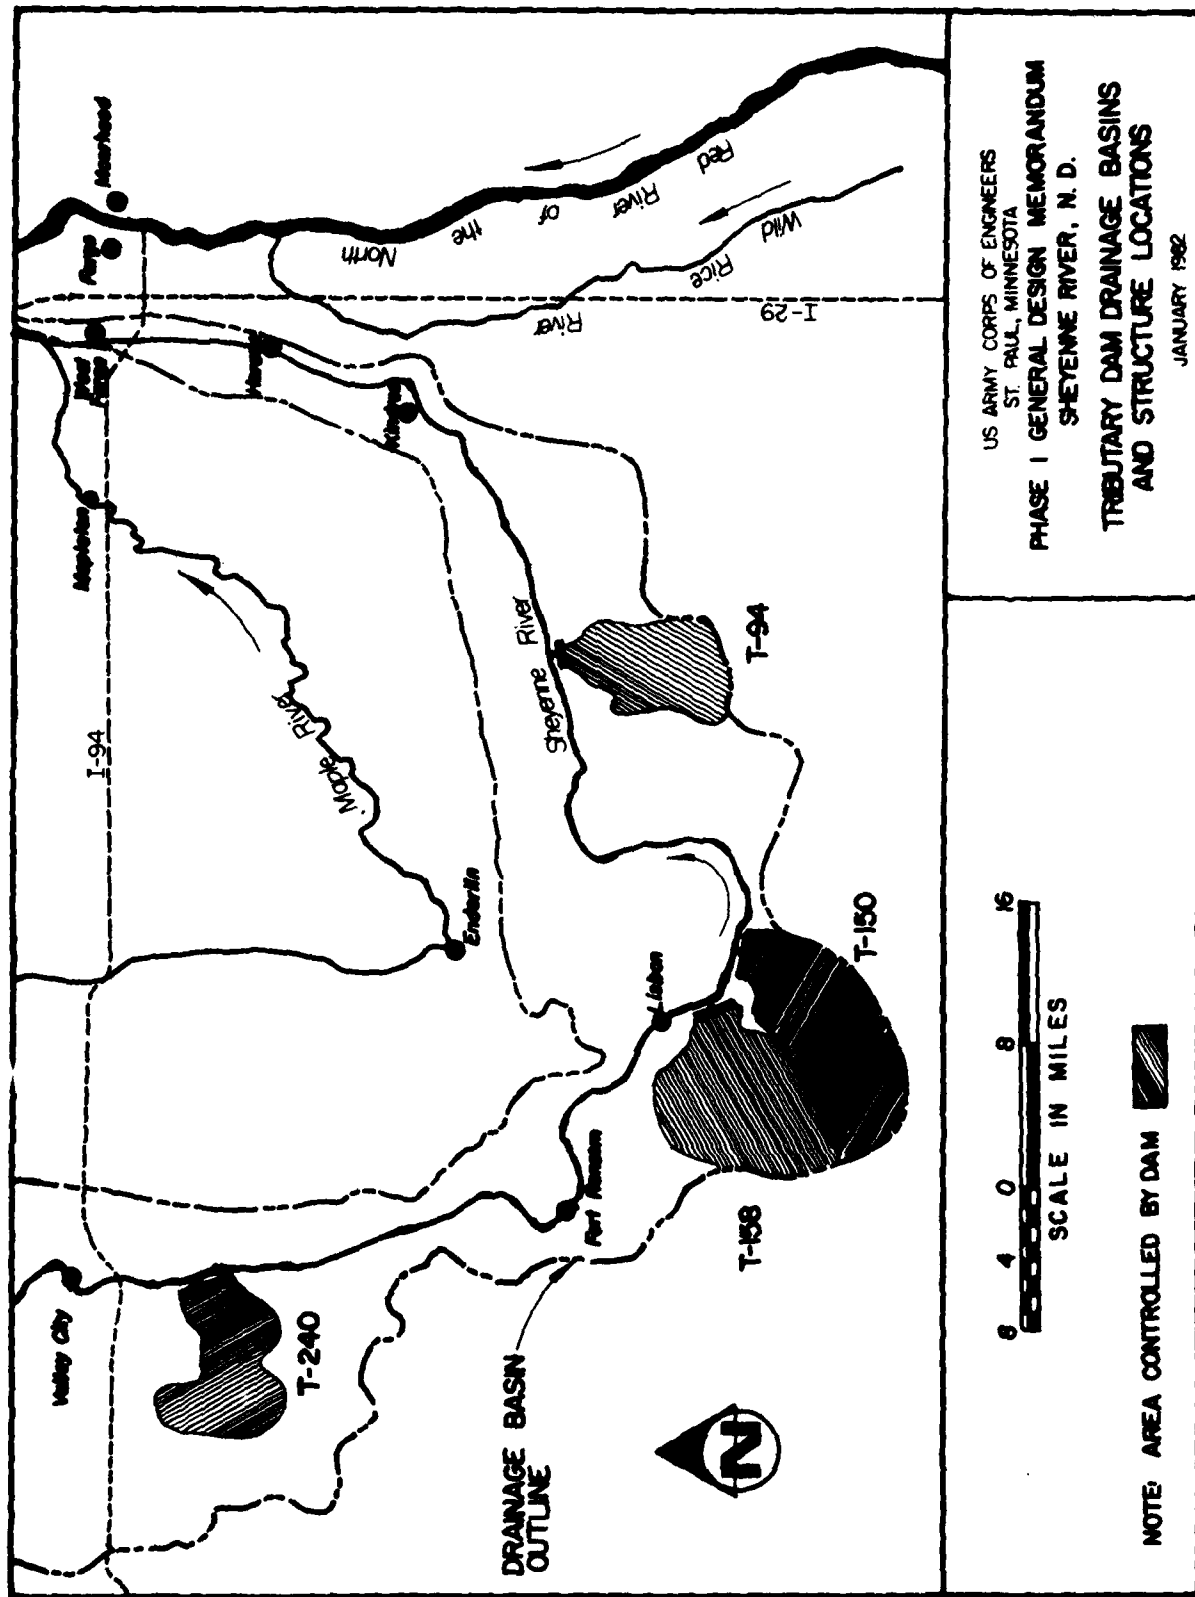 Valley City
T-240
DRAINAGE BASIN
OUTLINE
N
Fort Ransom
T-158
Lisbon
T-150
Enderlin
I-94
Maple River
Sheyenne River
T-94
Mapleton
West
Fargo
Horace
Kindred
Fargo
Moorhead
I-29
Wild Rice River
Red River of the North
NOTE: AREA CONTROLLED BY DAM
8 4 0 8 16
SCALE IN MILES
US ARMY CORPS OF ENGINEERS
ST. PAUL, MINNESOTA
PHASE I GENERAL DESIGN MEMORANDUM
SHEYENNE RIVER, N. D.
TRIBUTARY DAM DRAINAGE BASINS
AND STRUCTURE LOCATIONS
JANUARY 1982